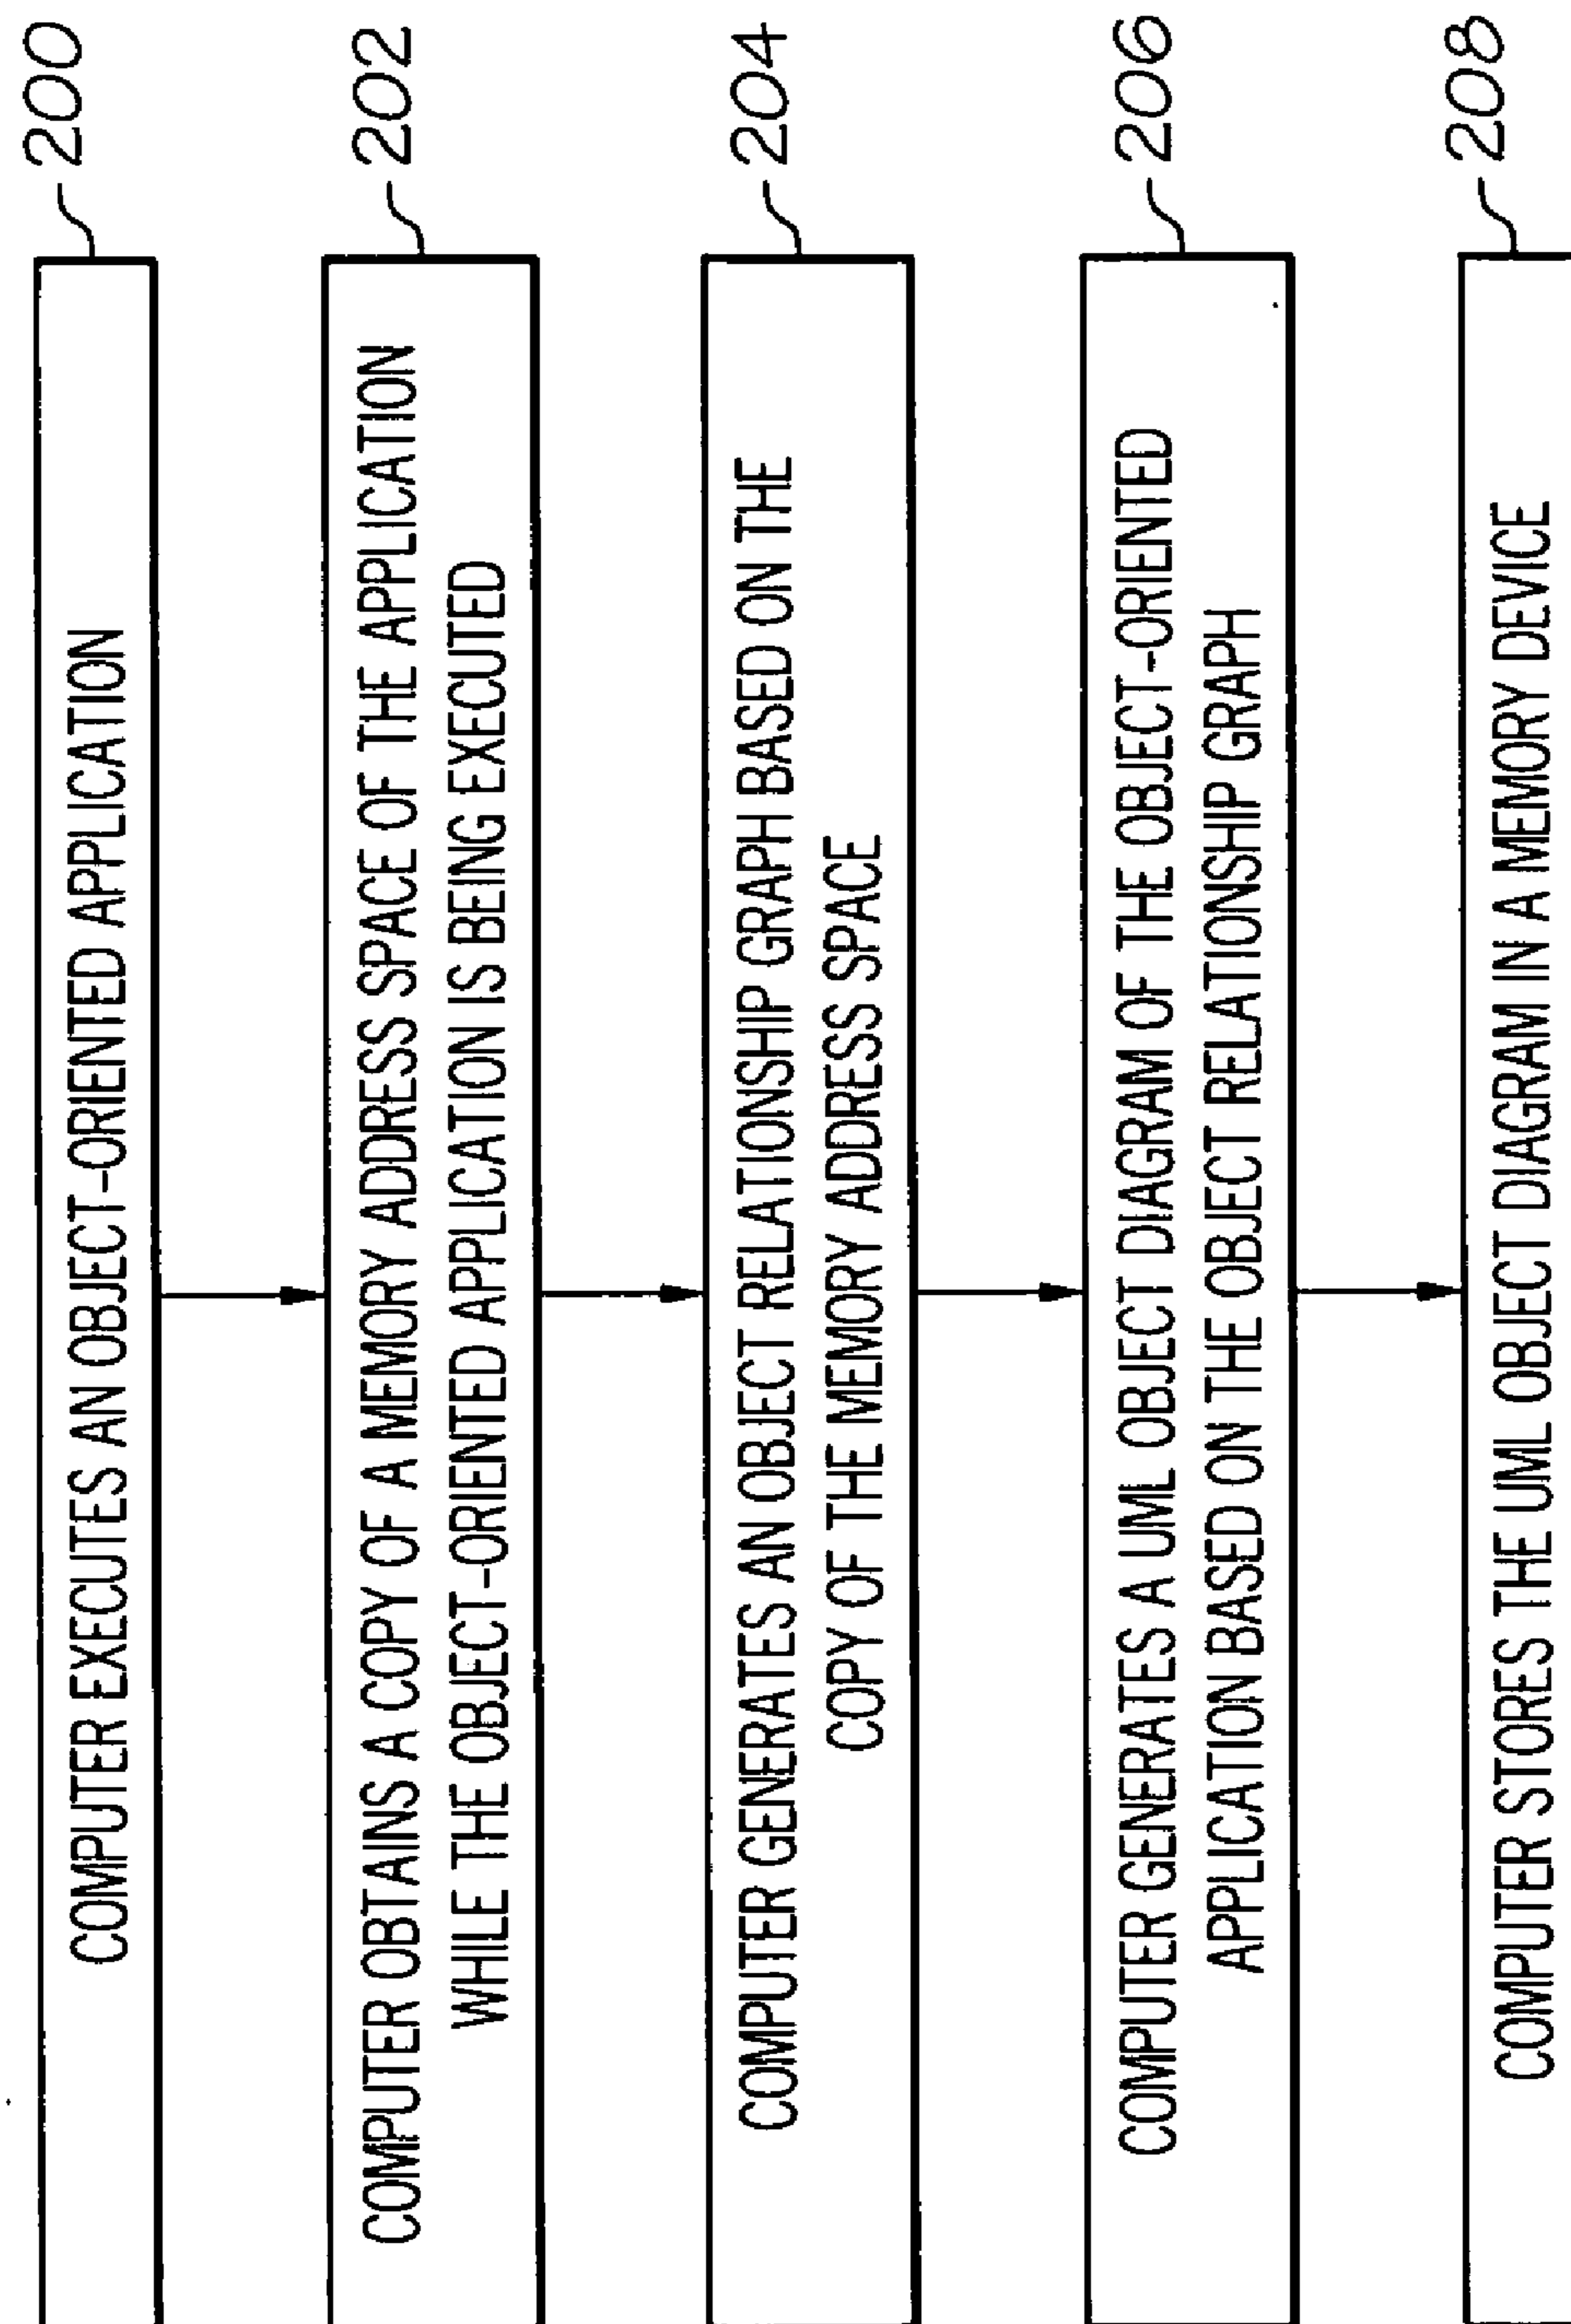 COMPUTER EXECUTES AN OBJECT-ORIENTED APPLICATION
200
COMPUTER OBTAINS A COPY OF A MEMORY ADDRESS SPACE OF THE APPLICATION
WHILE THE OBJECT-ORIENTED APPLICATION IS BEING EXECUTED
202
COMPUTER GENERATES AN OBJECT RELATIONSHIP GRAPH BASED ON THE
COPY OF THE MEMORY ADDRESS SPACE
204
COMPUTER GENERATES A UML OBJECT DIAGRAM OF THE OBJECT-ORIENTED
APPLICATION BASED ON THE OBJECT RELATIONSHIP GRAPH
206
COMPUTER STORES THE UML OBJECT DIAGRAM IN A MEMORY DEVICE
208